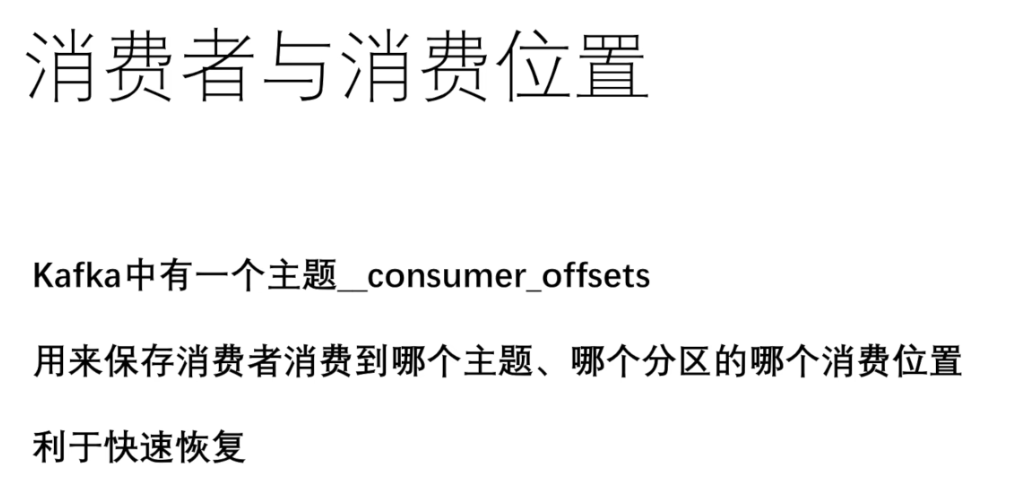 消费者与消费位置
Kafka中有一个主题__consumer_offsets
用来保存消费者消费到哪个主题、哪个分区的哪个消费位置
利于快速恢复